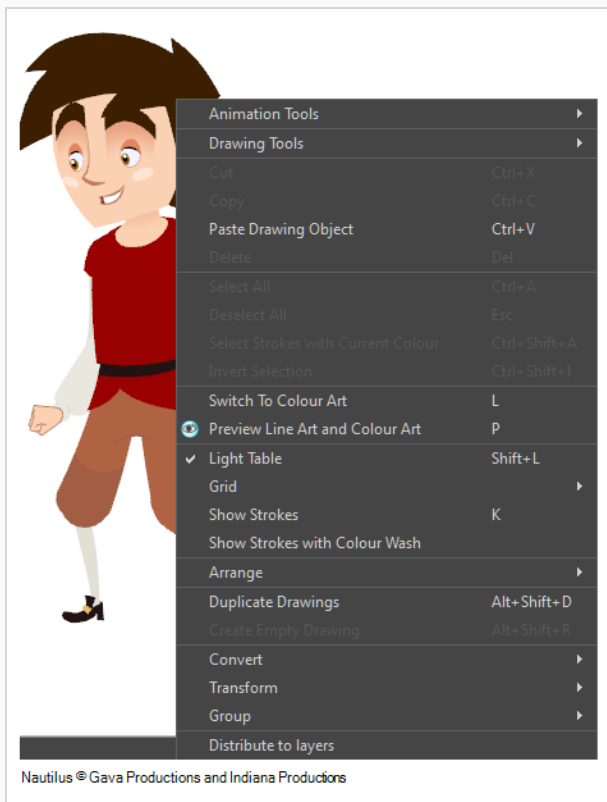 Animation Tools
Drawing Tools
Cut Ctrl+X
Copy Ctrl+C
Paste Drawing Object Ctrl+V
Delete Del
Select All Ctrl+A
Deselect All Esc
Select Strokes with Current Colour Ctrl+Shift+A
Invert Selection Ctrl+Shift+I
Switch To Colour Art L
Preview Line Art and Colour Art P
Light Table Shift+L
Grid
Show Strokes K
Show Strokes with Colour Wash
Arrange
Duplicate Drawings Alt+Shift+D
Create Empty Drawing Alt+Shift+R
Convert
Transform
Group
Distribute to layers
Nautilus © Gava Productions and Indiana Productions